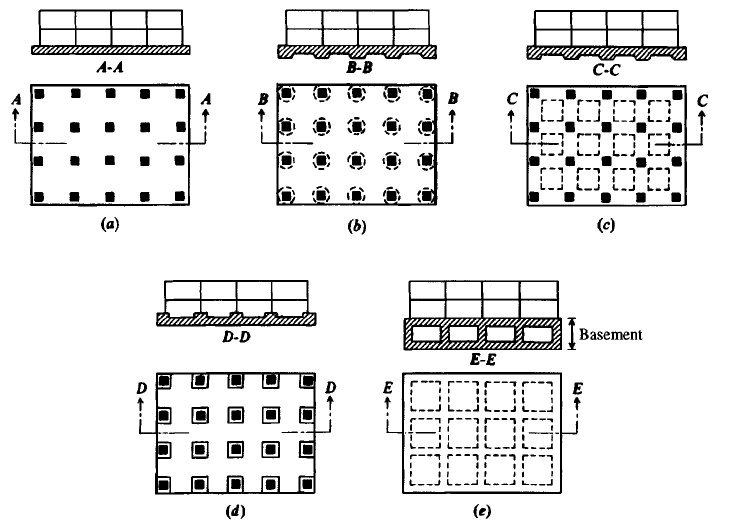 A-A
B-B
C-C
A A
B B
C C
(a)
(b)
(c)
D-D
E-E
Basement
D D
E E
(d)
(e)